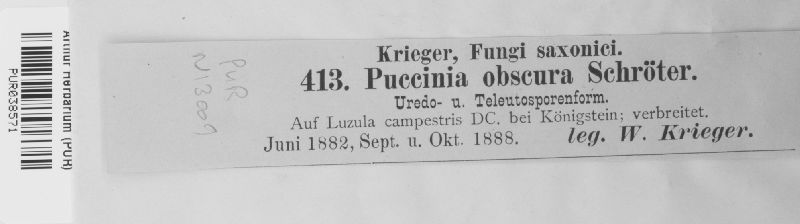 Krieger, Fungi saxonici.
413. Puccinia obscura Schröter.
Uredo- u. Teleutosporenform.
Auf Luzula campestris DC. bei Königstein; verbreitet.
Juni 1882, Sept. u. Okt. 1888. leg. W. Krieger.
PUR
N13009
PUR038571
Arthur Herbarium (PUR)